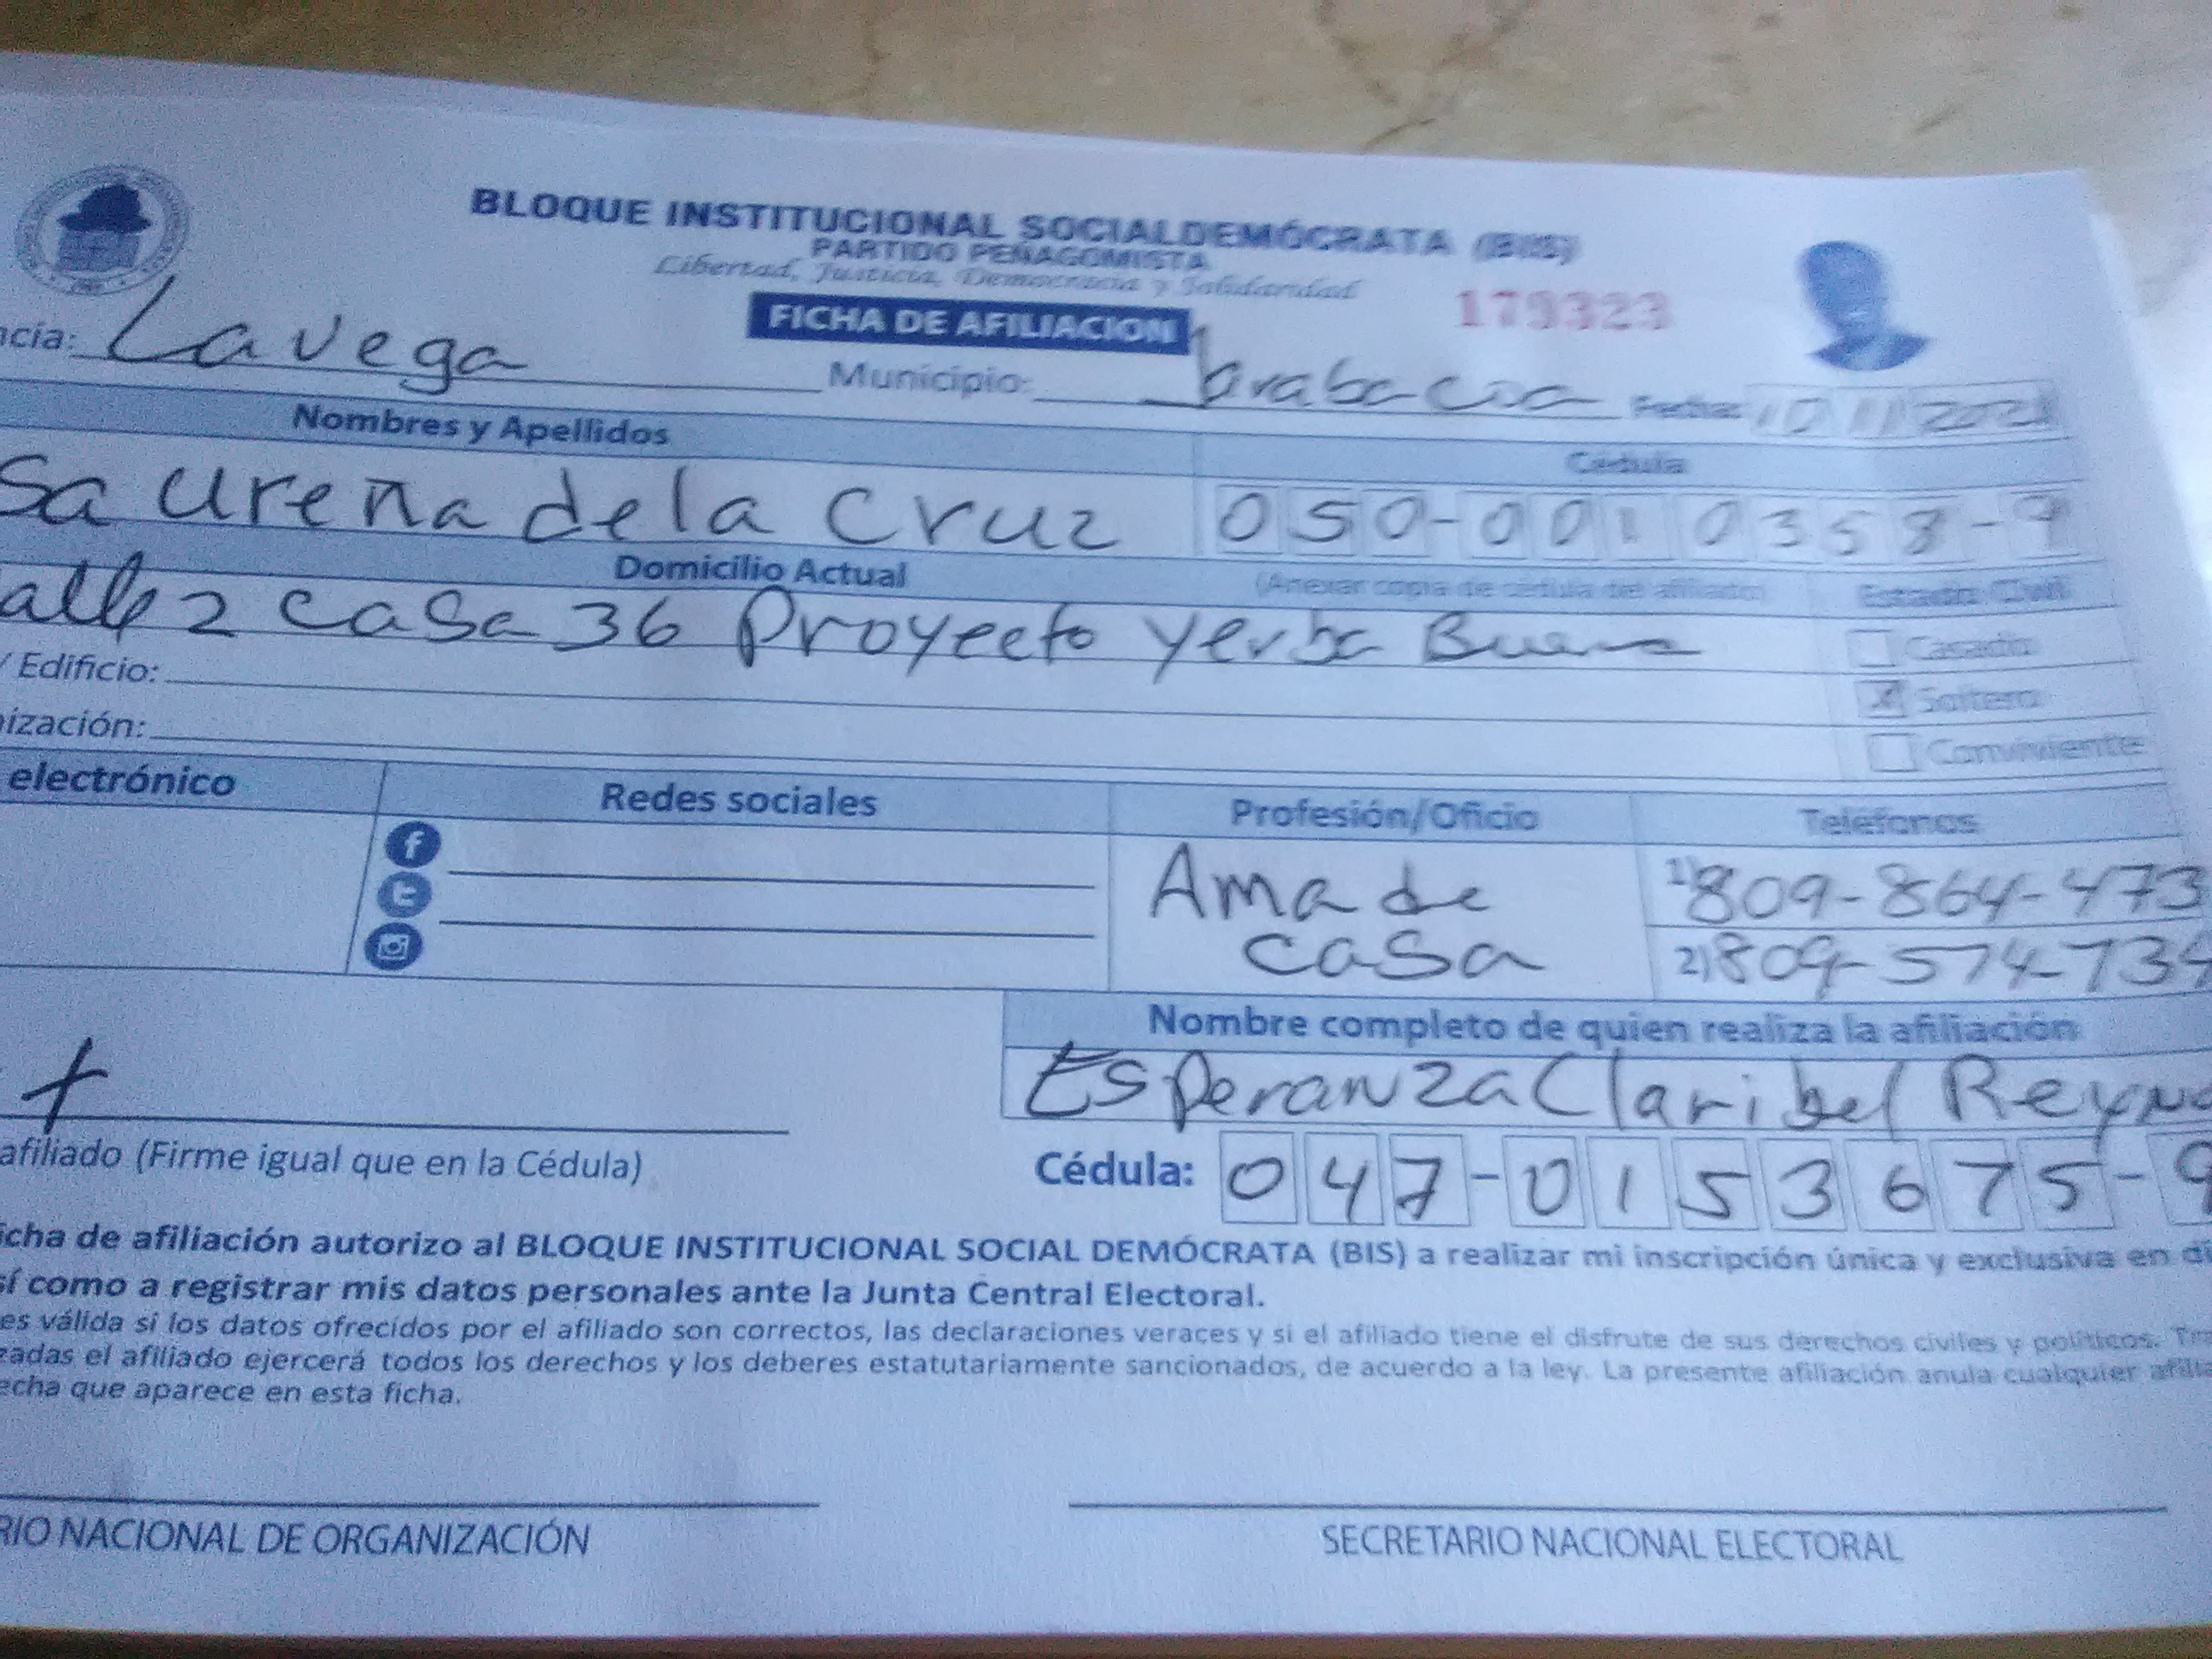 BLOQUE INSTITUCIONAL SOCIALDEMÓCRATA (BIS)
PARTIDO PEÑAGOMISTA
Libertad, Justicia, Democracia y Solidaridad
FICHA DE AFILIACION
179323
ncia: La vega Municipio: Jarabacoa Fecha: 10 11 2021
Nombres y Apellidos Cédula
sa Ureña de la Cruz 050-0010358-9
Domicilio Actual (Anexar copia de cédula del afiliado) Estado Civil
alle 2 casa 36 Proyecto Yerba Buena
Casado
/ Edificio:
Soltero
ización:
Conviviente
electrónico Redes sociales Profesión/Oficio Teléfonos
Ama de casa
1) 809-864-473
2) 809-574-734
Nombre completo de quien realiza la afiliación
Esperanza Claribel Reyno
afiliado (Firme igual que en la Cédula)
Cédula: 047-0153675-9
icha de afiliación autorizo al BLOQUE INSTITUCIONAL SOCIAL DEMÓCRATA (BIS) a realizar mi inscripción única y exclusiva en di
sí como a registrar mis datos personales ante la Junta Central Electoral.
es válida si los datos ofrecidos por el afiliado son correctos, las declaraciones veraces y si el afiliado tiene el disfrute de sus derechos civiles y políticos.
zadas el afiliado ejercerá todos los derechos y los deberes estatutariamente sancionados, de acuerdo a la ley. La presente afiliación anula cualquier afilia
echa que aparece en esta ficha.
RIO NACIONAL DE ORGANIZACIÓN SECRETARIO NACIONAL ELECTORAL